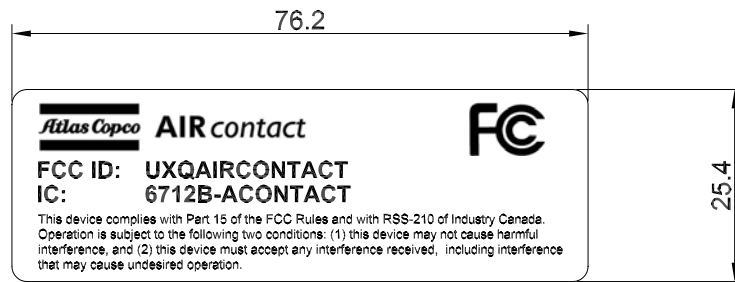 76.2
Atlas Copco AIR contact FC
FCC ID: UXQAIRCONTACT
IC: 6712B-ACONTACT
This device complies with Part 15 of the FCC Rules and with RSS-210 of Industry Canada.
Operation is subject to the following two conditions: (1) this device may not cause harmful
interference, and (2) this device must accept any interference received, including interference
that may cause undesired operation.
25.4